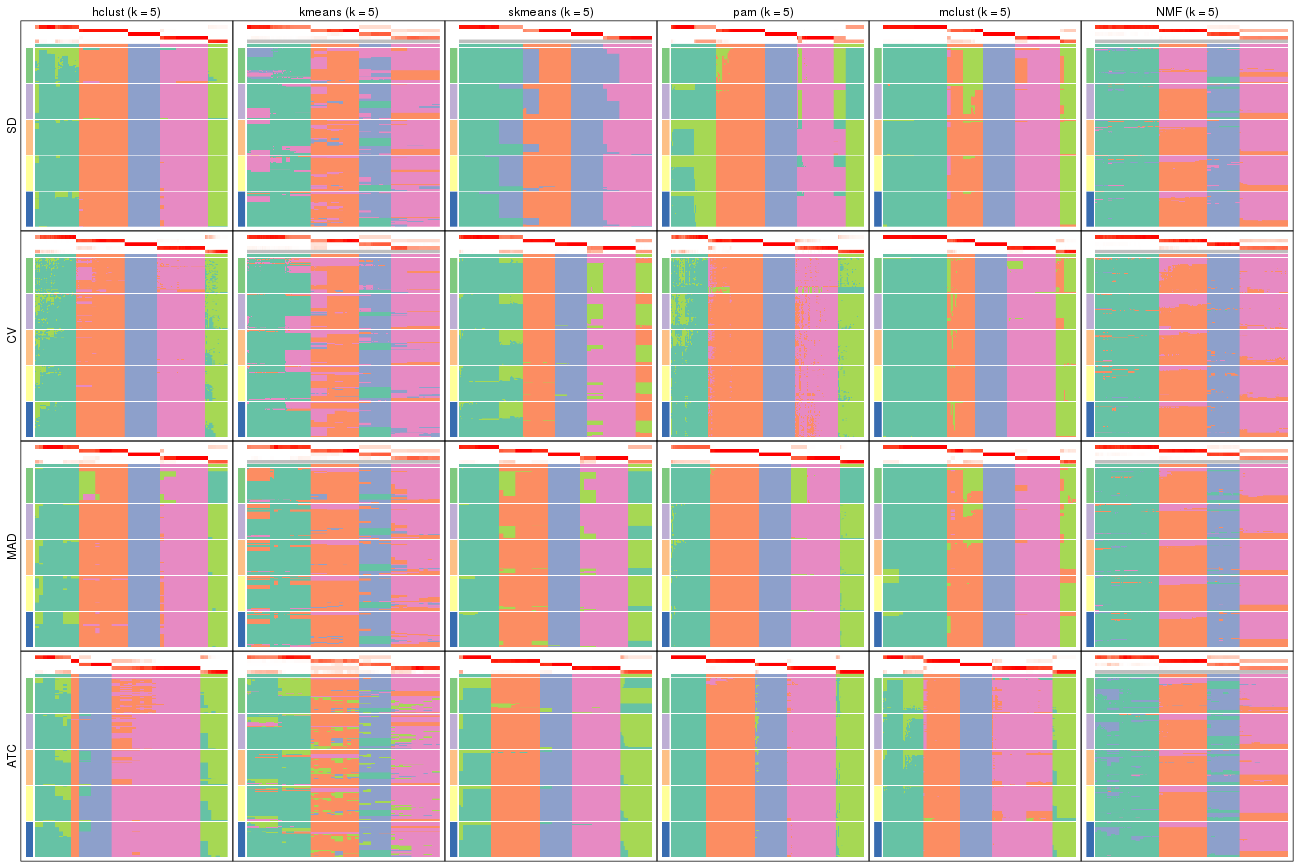 hclust (k = 5) kmeans (k = 5) skmeans (k = 5) pam (k = 5) mclust (k = 5) NMF (k = 5)
SD
CV
MAD
ATC